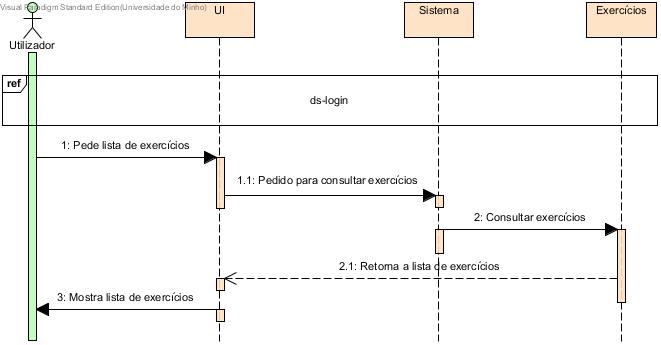 Visual Paradigm Standard Edition(Universidade do Minho)
UI
Sistema
Exercícios
Utilizador
ref
ds-login
1: Pede lista de exercícios
1.1: Pedido para consultar exercícios
2: Consultar exercícios
2.1: Retorna a lista de exercícios
3: Mostra lista de exercícios